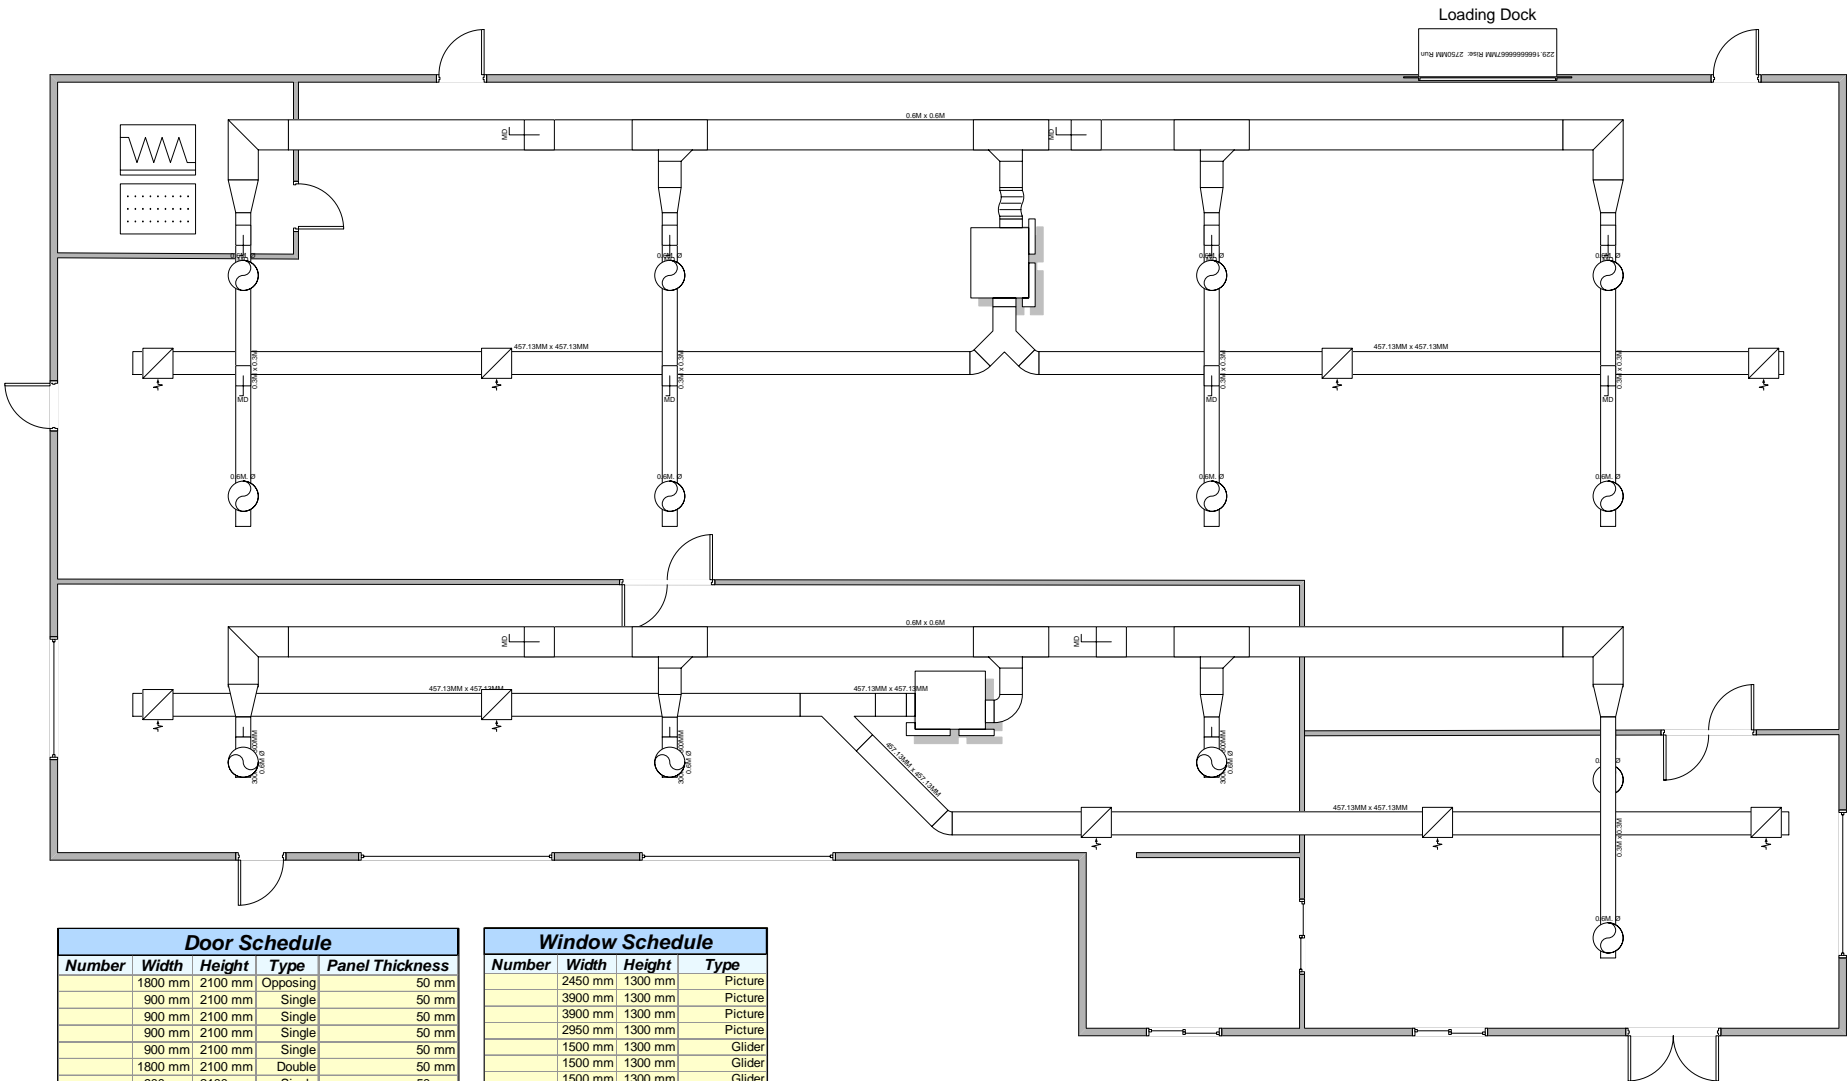 Loading Dock
229.166666666667MM Rise: 2750MM Run
0.6M x 0.6M
MD
MD
0.6M. Ø
0.6M. Ø
0.6M. Ø
0.6M. Ø
457.13MM x 457.13MM
457.13MM x 457.13MM
0.3M x 0.3M
0.3M x 0.3M
0.3M x 0.3M
0.3M x 0.3M
MD
MD
MD
MD
0.6M. Ø
0.6M. Ø
0.6M. Ø
0.6M. Ø
0.6M x 0.6M
MD
MD
457.13MM x 457.13MM
457.13MM x 457.13MM
457.13MM x 457.13MM
0.6M Ø
0.6M Ø
0.6M Ø
457.13MM x 457.13MM
0.3M x 0.3M
0.6M. Ø
Door Schedule
Number Width Height Type Panel Thickness
1800 mm 2100 mm Opposing 50 mm
900 mm 2100 mm Single 50 mm
900 mm 2100 mm Single 50 mm
900 mm 2100 mm Single 50 mm
900 mm 2100 mm Single 50 mm
1800 mm 2100 mm Double 50 mm
Window Schedule
Number Width Height Type
2450 mm 1300 mm Picture
3900 mm 1300 mm Picture
3900 mm 1300 mm Picture
2950 mm 1300 mm Picture
1500 mm 1300 mm Glider
1500 mm 1300 mm Glider
1500 mm 1300 mm Glider